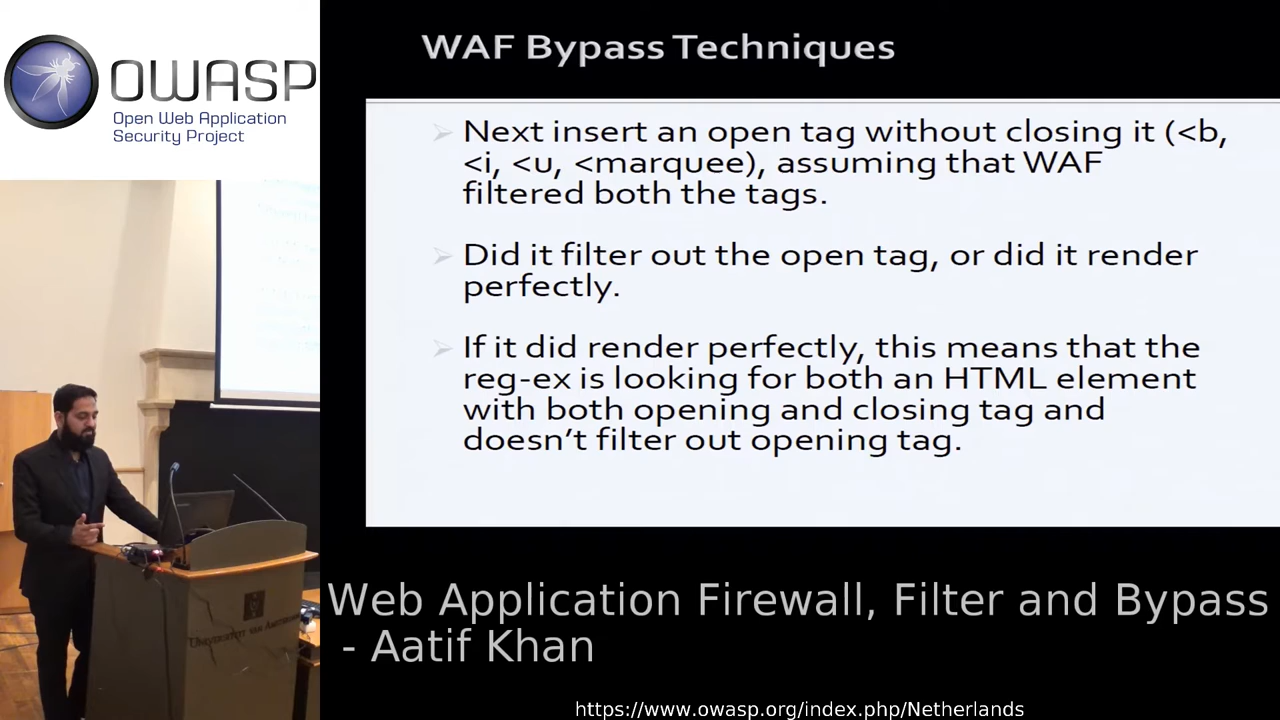 OWASP
Open Web Application
Security Project
WAF Bypass Techniques
Next insert an open tag without closing it (<b,
<i, <u, <marquee), assuming that WAF
filtered both the tags.
Did it filter out the open tag, or did it render
perfectly.
If it did render perfectly, this means that the
reg-ex is looking for both an HTML element
with both opening and closing tag and
doesn't filter out opening tag.
Web Application Firewall, Filter and Bypass
- Aatif Khan
https://www.owasp.org/index.php/Netherlands